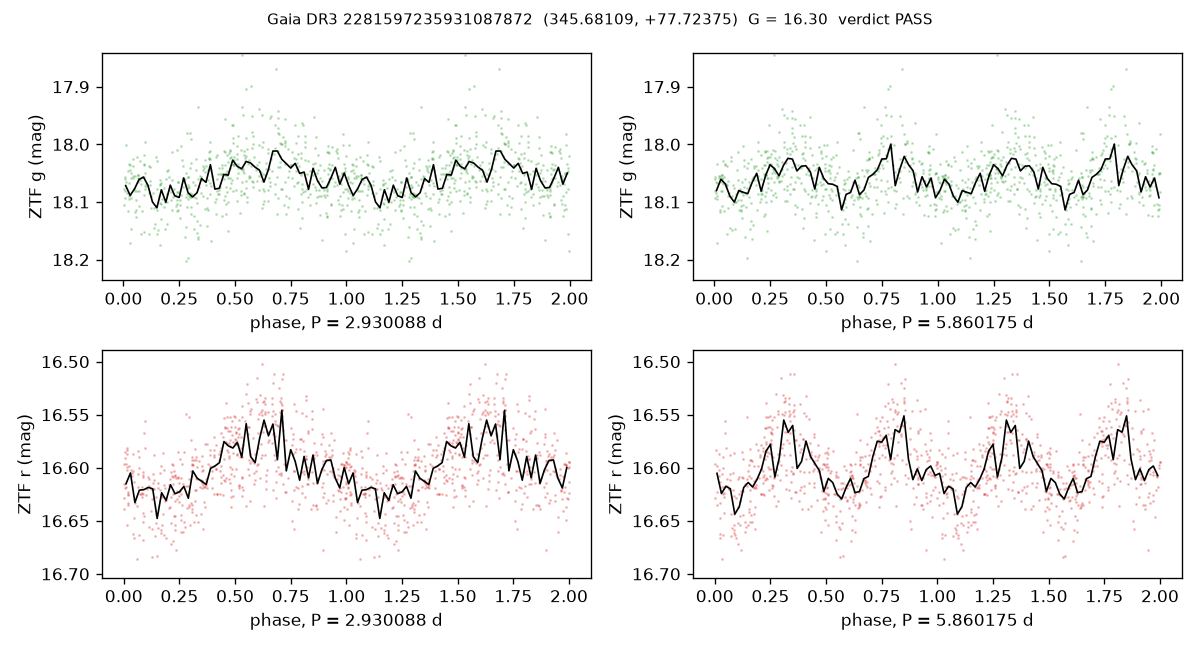 Gaia DR3 2281597235931087872  (345.68109, +77.72375)  G = 16.30  verdict PASS
ZTF g (mag)
17.9
18.0
18.1
18.2
0.00 0.25 0.50 0.75 1.00 1.25 1.50 1.75 2.00
phase, P = 2.930088 d
ZTF g (mag)
17.9
18.0
18.1
18.2
0.00 0.25 0.50 0.75 1.00 1.25 1.50 1.75 2.00
phase, P = 5.860175 d
ZTF r (mag)
16.50
16.55
16.60
16.65
16.70
0.00 0.25 0.50 0.75 1.00 1.25 1.50 1.75 2.00
phase, P = 2.930088 d
ZTF r (mag)
16.50
16.55
16.60
16.65
16.70
0.00 0.25 0.50 0.75 1.00 1.25 1.50 1.75 2.00
phase, P = 5.860175 d